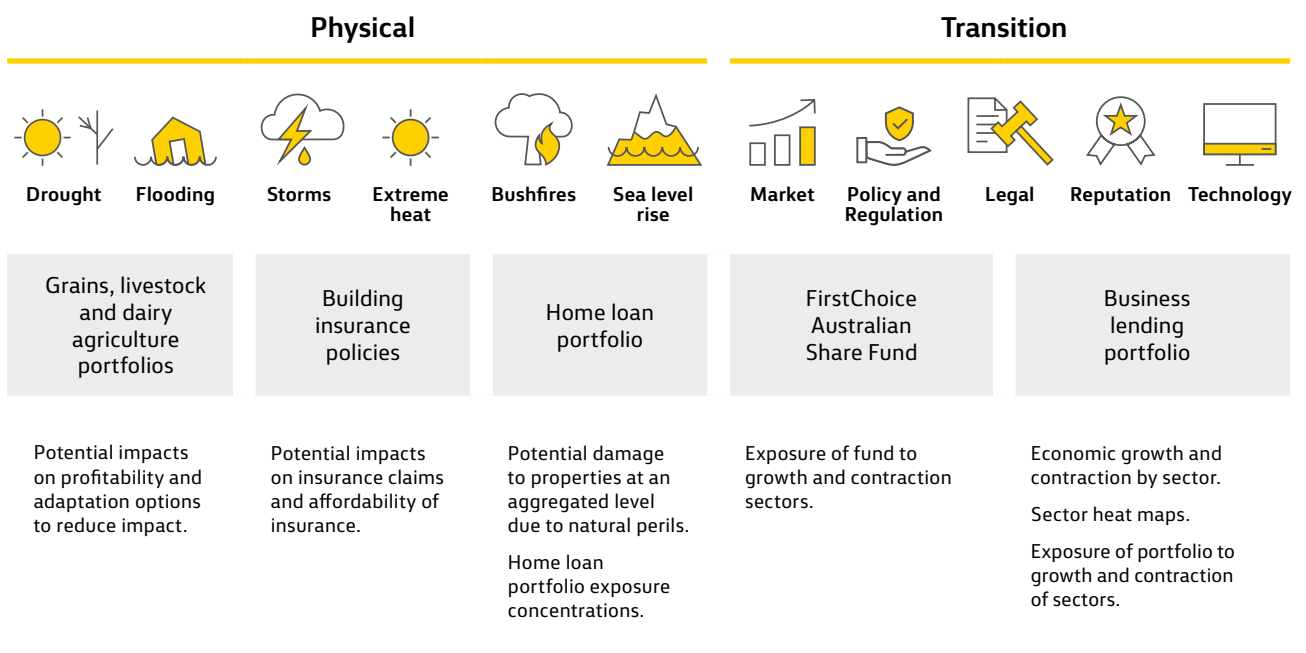 Physical
Transition
Drought
Flooding
Storms
Extreme
heat
Bushfires
Sea level
rise
Market
Policy and
Regulation
Legal
Reputation
Technology
Grains, livestock
and dairy
agriculture
portfolios
Building
insurance
policies
Home loan
portfolio
FirstChoice
Australian
Share Fund
Business
lending
portfolio
Potential impacts
on profitability and
adaptation options
to reduce impact.
Potential impacts
on insurance claims
and affordability of
insurance.
Potential damage
to properties at an
aggregated level
due to natural perils.
Home loan
portfolio exposure
concentrations.
Exposure of fund to
growth and contraction
sectors.
Economic growth and
contraction by sector.
Sector heat maps.
Exposure of portfolio to
growth and contraction
of sectors.